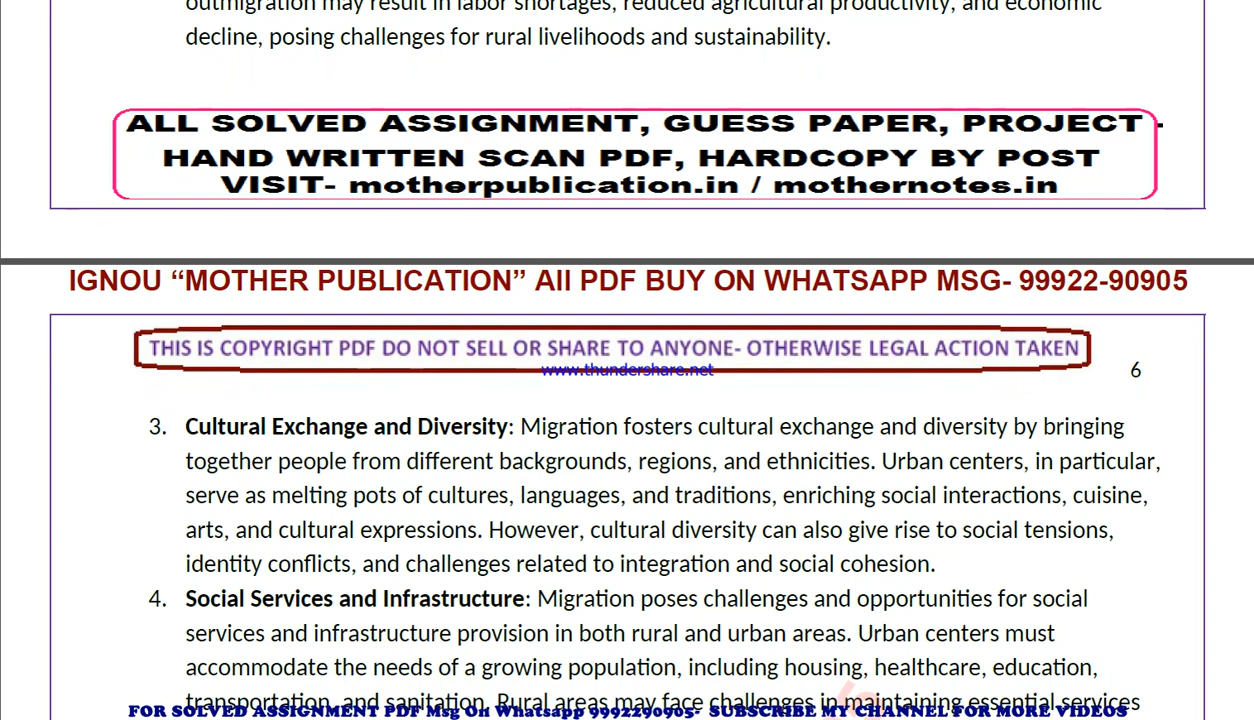 outmigration may result in labor shortages, reduced agricultural productivity, and economic
decline, posing challenges for rural livelihoods and sustainability.
ALL SOLVED ASSIGNMENT, GUESS PAPER, PROJECT -
HAND WRITTEN SCAN PDF, HARDCOPY BY POST
VISIT- motherpublication.in / mothernotes.in
IGNOU “MOTHER PUBLICATION” All PDF BUY ON WHATSAPP MSG- 99922-90905
THIS IS COPYRIGHT PDF DO NOT SELL OR SHARE TO ANYONE- OTHERWISE LEGAL ACTION TAKEN
www.thundershare.net
6
3. Cultural Exchange and Diversity: Migration fosters cultural exchange and diversity by bringing
together people from different backgrounds, regions, and ethnicities. Urban centers, in particular,
serve as melting pots of cultures, languages, and traditions, enriching social interactions, cuisine,
arts, and cultural expressions. However, cultural diversity can also give rise to social tensions,
identity conflicts, and challenges related to integration and social cohesion.
4. Social Services and Infrastructure: Migration poses challenges and opportunities for social
services and infrastructure provision in both rural and urban areas. Urban centers must
accommodate the needs of a growing population, including housing, healthcare, education,
transportation, and sanitation. Rural areas may face challenges in maintaining essential services
FOR SOLVED ASSIGNMENT PDF Msg On Whatsapp 9992290905- SUBSCRIBE MY CHANNEL FOR MORE VIDEOS